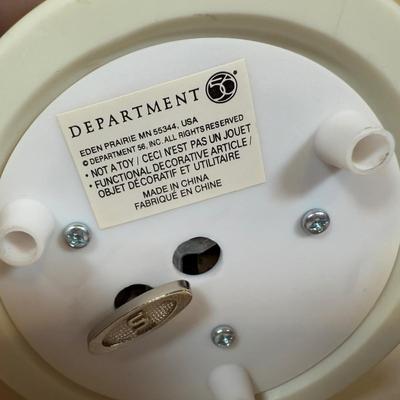 DEPARTMENT 56
EDEN PRAIRIE MN 55344, USA
© DEPARTMENT 56, INC. ALL RIGHTS RESERVED
• NOT A TOY / CECI N'EST PAS UN JOUET
• FUNCTIONAL DECORATIVE ARTICLE /
OBJET DÉCORATIF ET UTILITAIRE
MADE IN CHINA
FABRIQUÉ EN CHINE